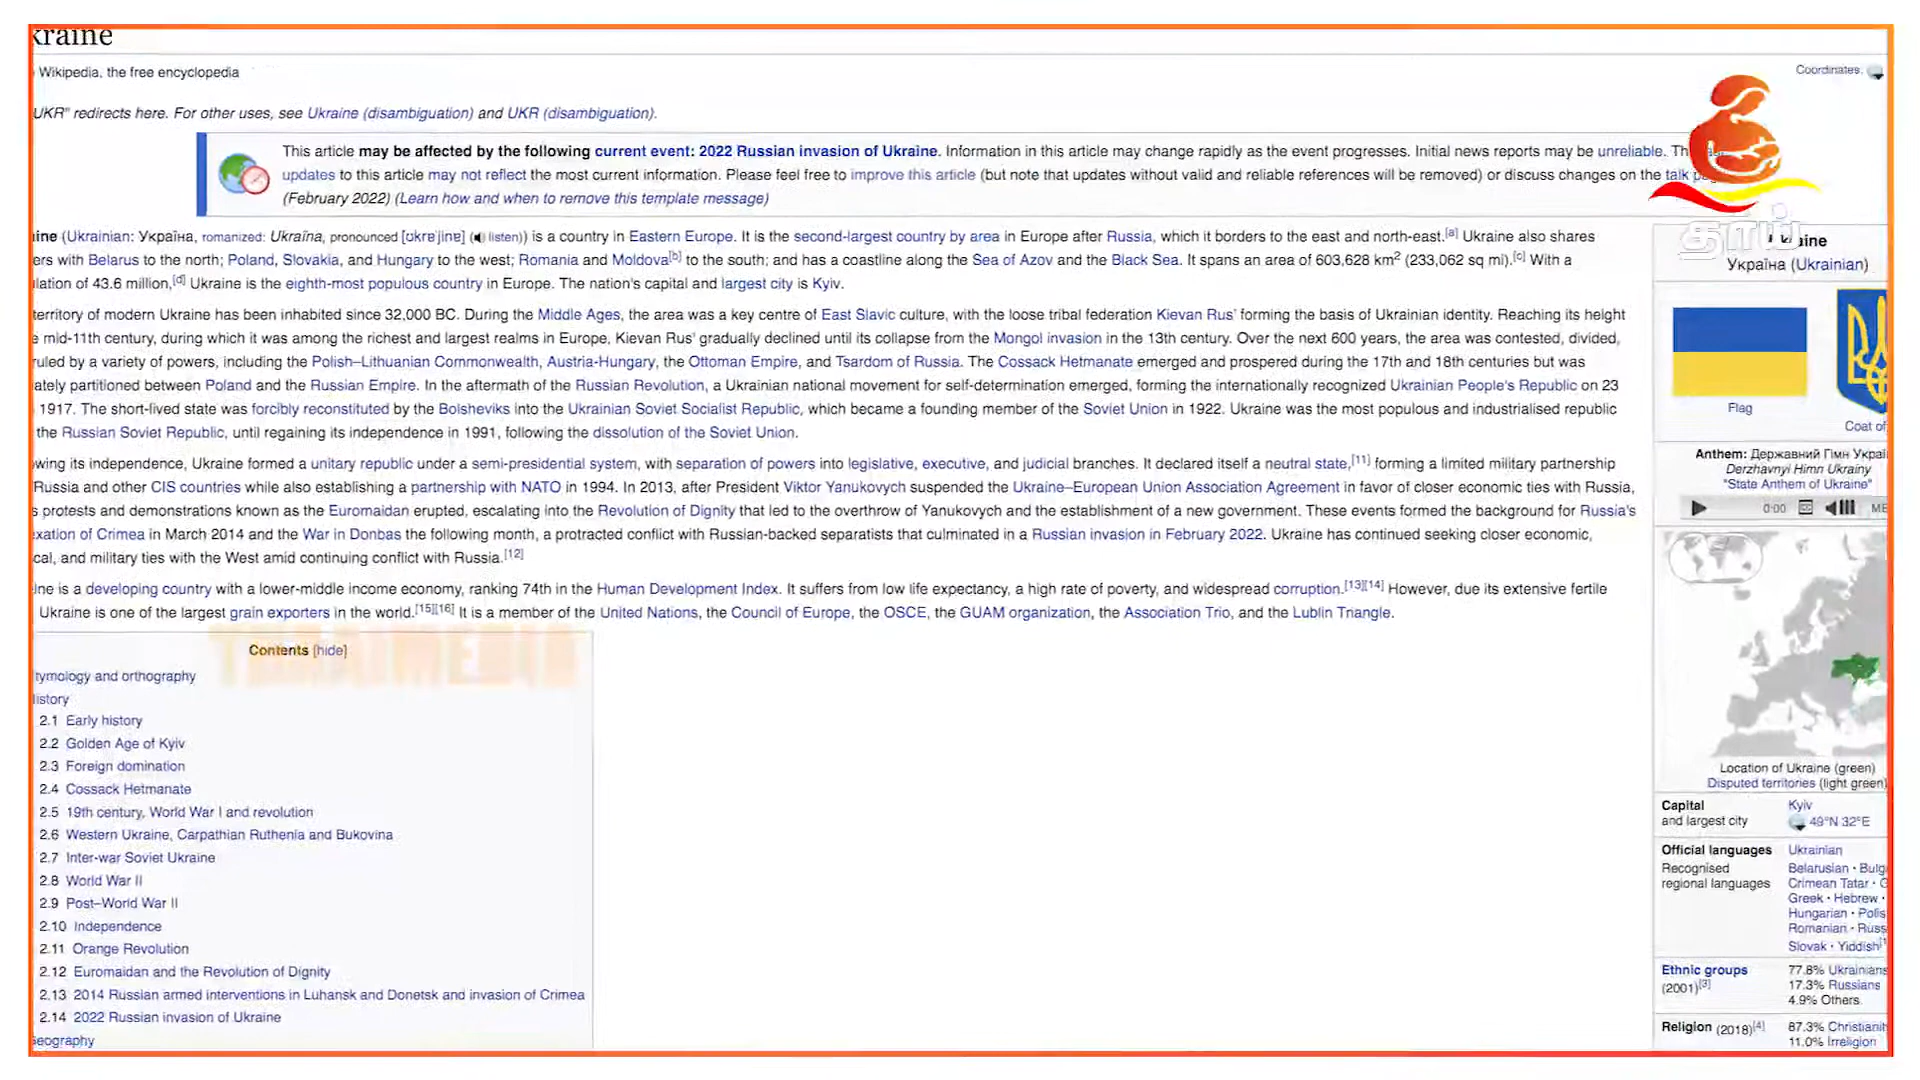 kraine
Wikipedia, the free encyclopedia
Coordinates:
UKR" redirects here. For other uses, see Ukraine (disambiguation) and UKR (disambiguation).
This article may be affected by the following current event: 2022 Russian invasion of Ukraine. Information in this article may change rapidly as the event progresses. Initial news reports may be unreliable. Th
updates to this article may not reflect the most current information. Please feel free to improve this article (but note that updates without valid and reliable references will be removed) or discuss changes on the talk
(February 2022) (Learn how and when to remove this template message)
தாய்
ine (Ukrainian: Україна, romanized: Ukraïna, pronounced [ʊkrɐˈjinɐ] (listen)) is a country in Eastern Europe. It is the second-largest country by area in Europe after Russia, which it borders to the east and north-east.[a] Ukraine also shares
ers with Belarus to the north; Poland, Slovakia, and Hungary to the west; Romania and Moldova[b] to the south; and has a coastline along the Sea of Azov and the Black Sea. It spans an area of 603,628 km2 (233,062 sq mi).[c] With a
lation of 43.6 million,[d] Ukraine is the eighth-most populous country in Europe. The nation's capital and largest city is Kyiv.
territory of modern Ukraine has been inhabited since 32,000 BC. During the Middle Ages, the area was a key centre of East Slavic culture, with the loose tribal federation Kievan Rus' forming the basis of Ukrainian identity. Reaching its height
e mid-11th century, during which it was among the richest and largest realms in Europe, Kievan Rus' gradually declined until its collapse from the Mongol invasion in the 13th century. Over the next 600 years, the area was contested, divided,
ruled by a variety of powers, including the Polish–Lithuanian Commonwealth, Austria-Hungary, the Ottoman Empire, and Tsardom of Russia. The Cossack Hetmanate emerged and prospered during the 17th and 18th centuries but was
ately partitioned between Poland and the Russian Empire. In the aftermath of the Russian Revolution, a Ukrainian national movement for self-determination emerged, forming the internationally recognized Ukrainian People's Republic on 23
1917. The short-lived state was forcibly reconstituted by the Bolsheviks into the Ukrainian Soviet Socialist Republic, which became a founding member of the Soviet Union in 1922. Ukraine was the most populous and industrialised republic
the Russian Soviet Republic, until regaining its independence in 1991, following the dissolution of the Soviet Union.
wing its independence, Ukraine formed a unitary republic under a semi-presidential system, with separation of powers into legislative, executive, and judicial branches. It declared itself a neutral state,[11] forming a limited military partnership
Russia and other CIS countries while also establishing a partnership with NATO in 1994. In 2013, after President Viktor Yanukovych suspended the Ukraine–European Union Association Agreement in favor of closer economic ties with Russia,
s protests and demonstrations known as the Euromaidan erupted, escalating into the Revolution of Dignity that led to the overthrow of Yanukovych and the establishment of a new government. These events formed the background for Russia's
exation of Crimea in March 2014 and the War in Donbas the following month, a protracted conflict with Russian-backed separatists that culminated in a Russian invasion in February 2022. Ukraine has continued seeking closer economic,
cal, and military ties with the West amid continuing conflict with Russia.[12]
ine is a developing country with a lower-middle income economy, ranking 74th in the Human Development Index. It suffers from low life expectancy, a high rate of poverty, and widespread corruption.[13][14] However, due its extensive fertile
Ukraine is one of the largest grain exporters in the world.[15][16] It is a member of the United Nations, the Council of Europe, the OSCE, the GUAM organization, the Association Trio, and the Lublin Triangle.
Contents [hide]
tymology and orthography
istory
2.1 Early history
2.2 Golden Age of Kyiv
2.3 Foreign domination
2.4 Cossack Hetmanate
2.5 19th century, World War I and revolution
2.6 Western Ukraine, Carpathian Ruthenia and Bukovina
2.7 Inter-war Soviet Ukraine
2.8 World War II
2.9 Post–World War II
2.10 Independence
2.11 Orange Revolution
2.12 Euromaidan and the Revolution of Dignity
2.13 2014 Russian armed interventions in Luhansk and Donetsk and invasion of Crimea
2.14 2022 Russian invasion of Ukraine
Geography
Ukraine
Україна (Ukrainian)
Flag
Coat of
Anthem: Державний Гімн Украї
Derzhavnyi Himn Ukrainy
"State Anthem of Ukraine"
0:00
ME
Location of Ukraine (green)
Disputed territories (light green)
Capital
and largest city
Kyiv
49°N 32°E
Official languages
Ukrainian
Recognised
regional languages
Belarusian · Bulg
Crimean Tatar · G
Greek · Hebrew ·
Hungarian · Polis
Romanian · Russ
Slovak · Yiddish
Ethnic groups
(2001)[3]
77.8% Ukrainians
17.3% Russians
4.9% Others
Religion (2018)[4]
87.3% Christianit
11.0% Irreligion